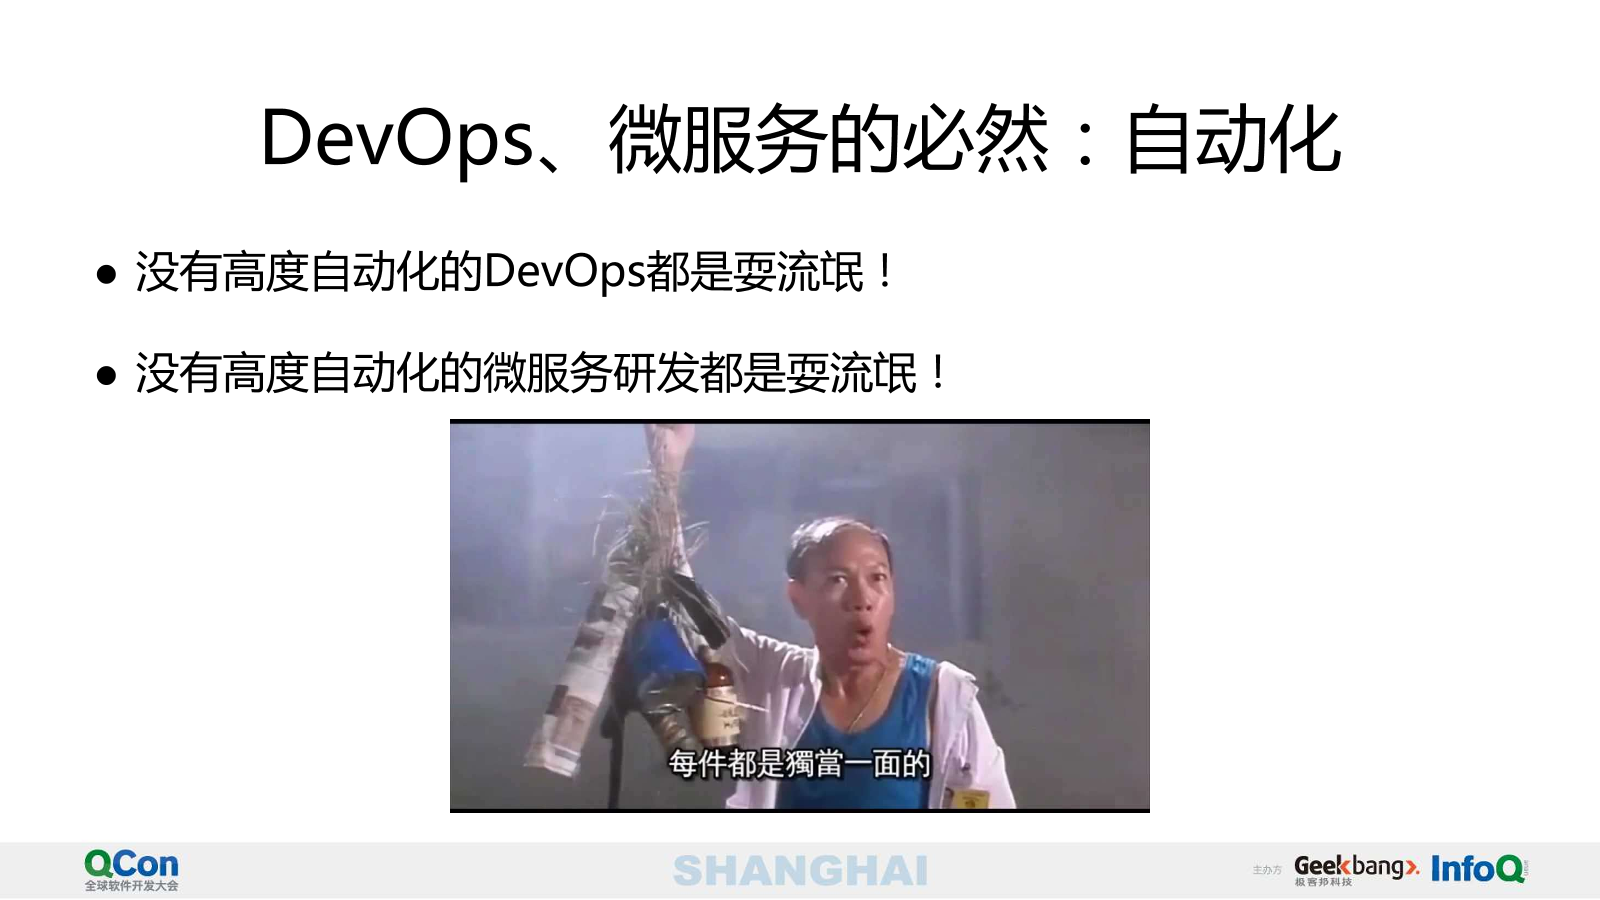 DevOps、微服务的必然：自动化
● 没有高度自动化的DevOps都是耍流氓！
● 没有高度自动化的微服务研发都是耍流氓！
每件都是獨當一面的
QCon
全球软件开发大会
SHANGHAI
主办方
Geekbang>.
极客邦科技
InfoQ